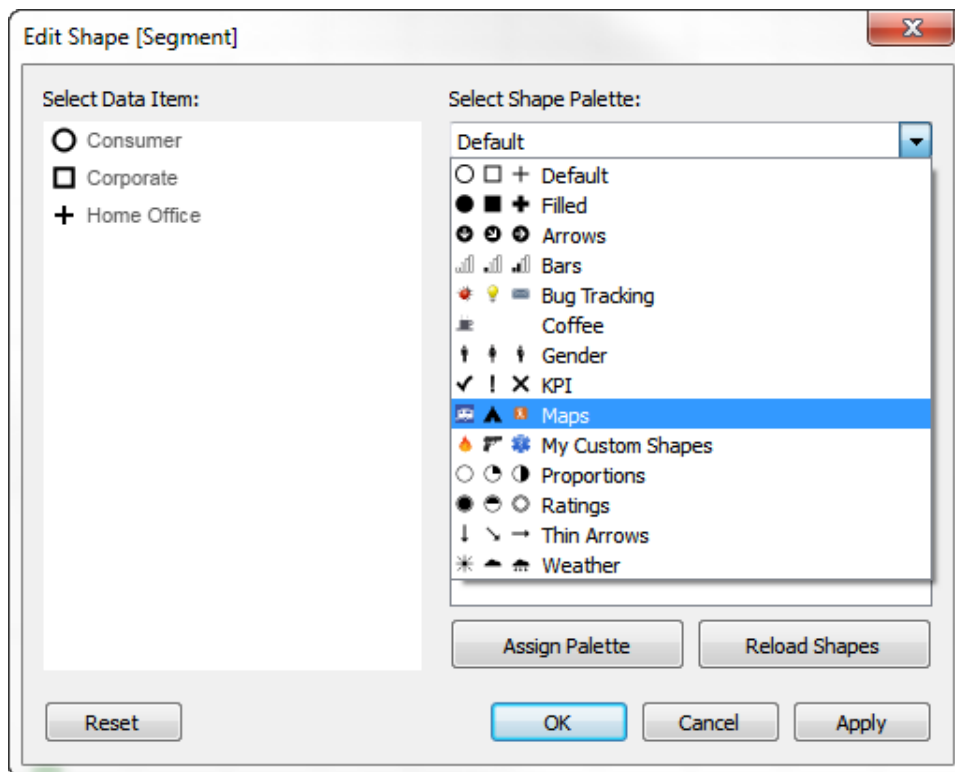 Edit Shape [Segment]
Select Data Item:
Consumer
Corporate
Home Office
Select Shape Palette:
Default
Default
Filled
Arrows
Bars
Bug Tracking
Coffee
Gender
KPI
Maps
My Custom Shapes
Proportions
Ratings
Thin Arrows
Weather
Assign Palette
Reload Shapes
Reset
OK
Cancel
Apply